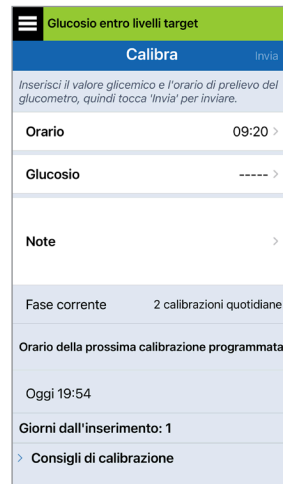 Glucosio entro livelli target
Calibra
Invia
Inserisci il valore glicemico e l'orario di prelievo del
glucometro, quindi tocca 'Invia' per inviare.
Orario
09:20
Glucosio
-----
Note
Fase corrente
2 calibrazioni quotidiane
Orario della prossima calibrazione programmata
Oggi 19:54
Giorni dall'inserimento: 1
Consigli di calibrazione